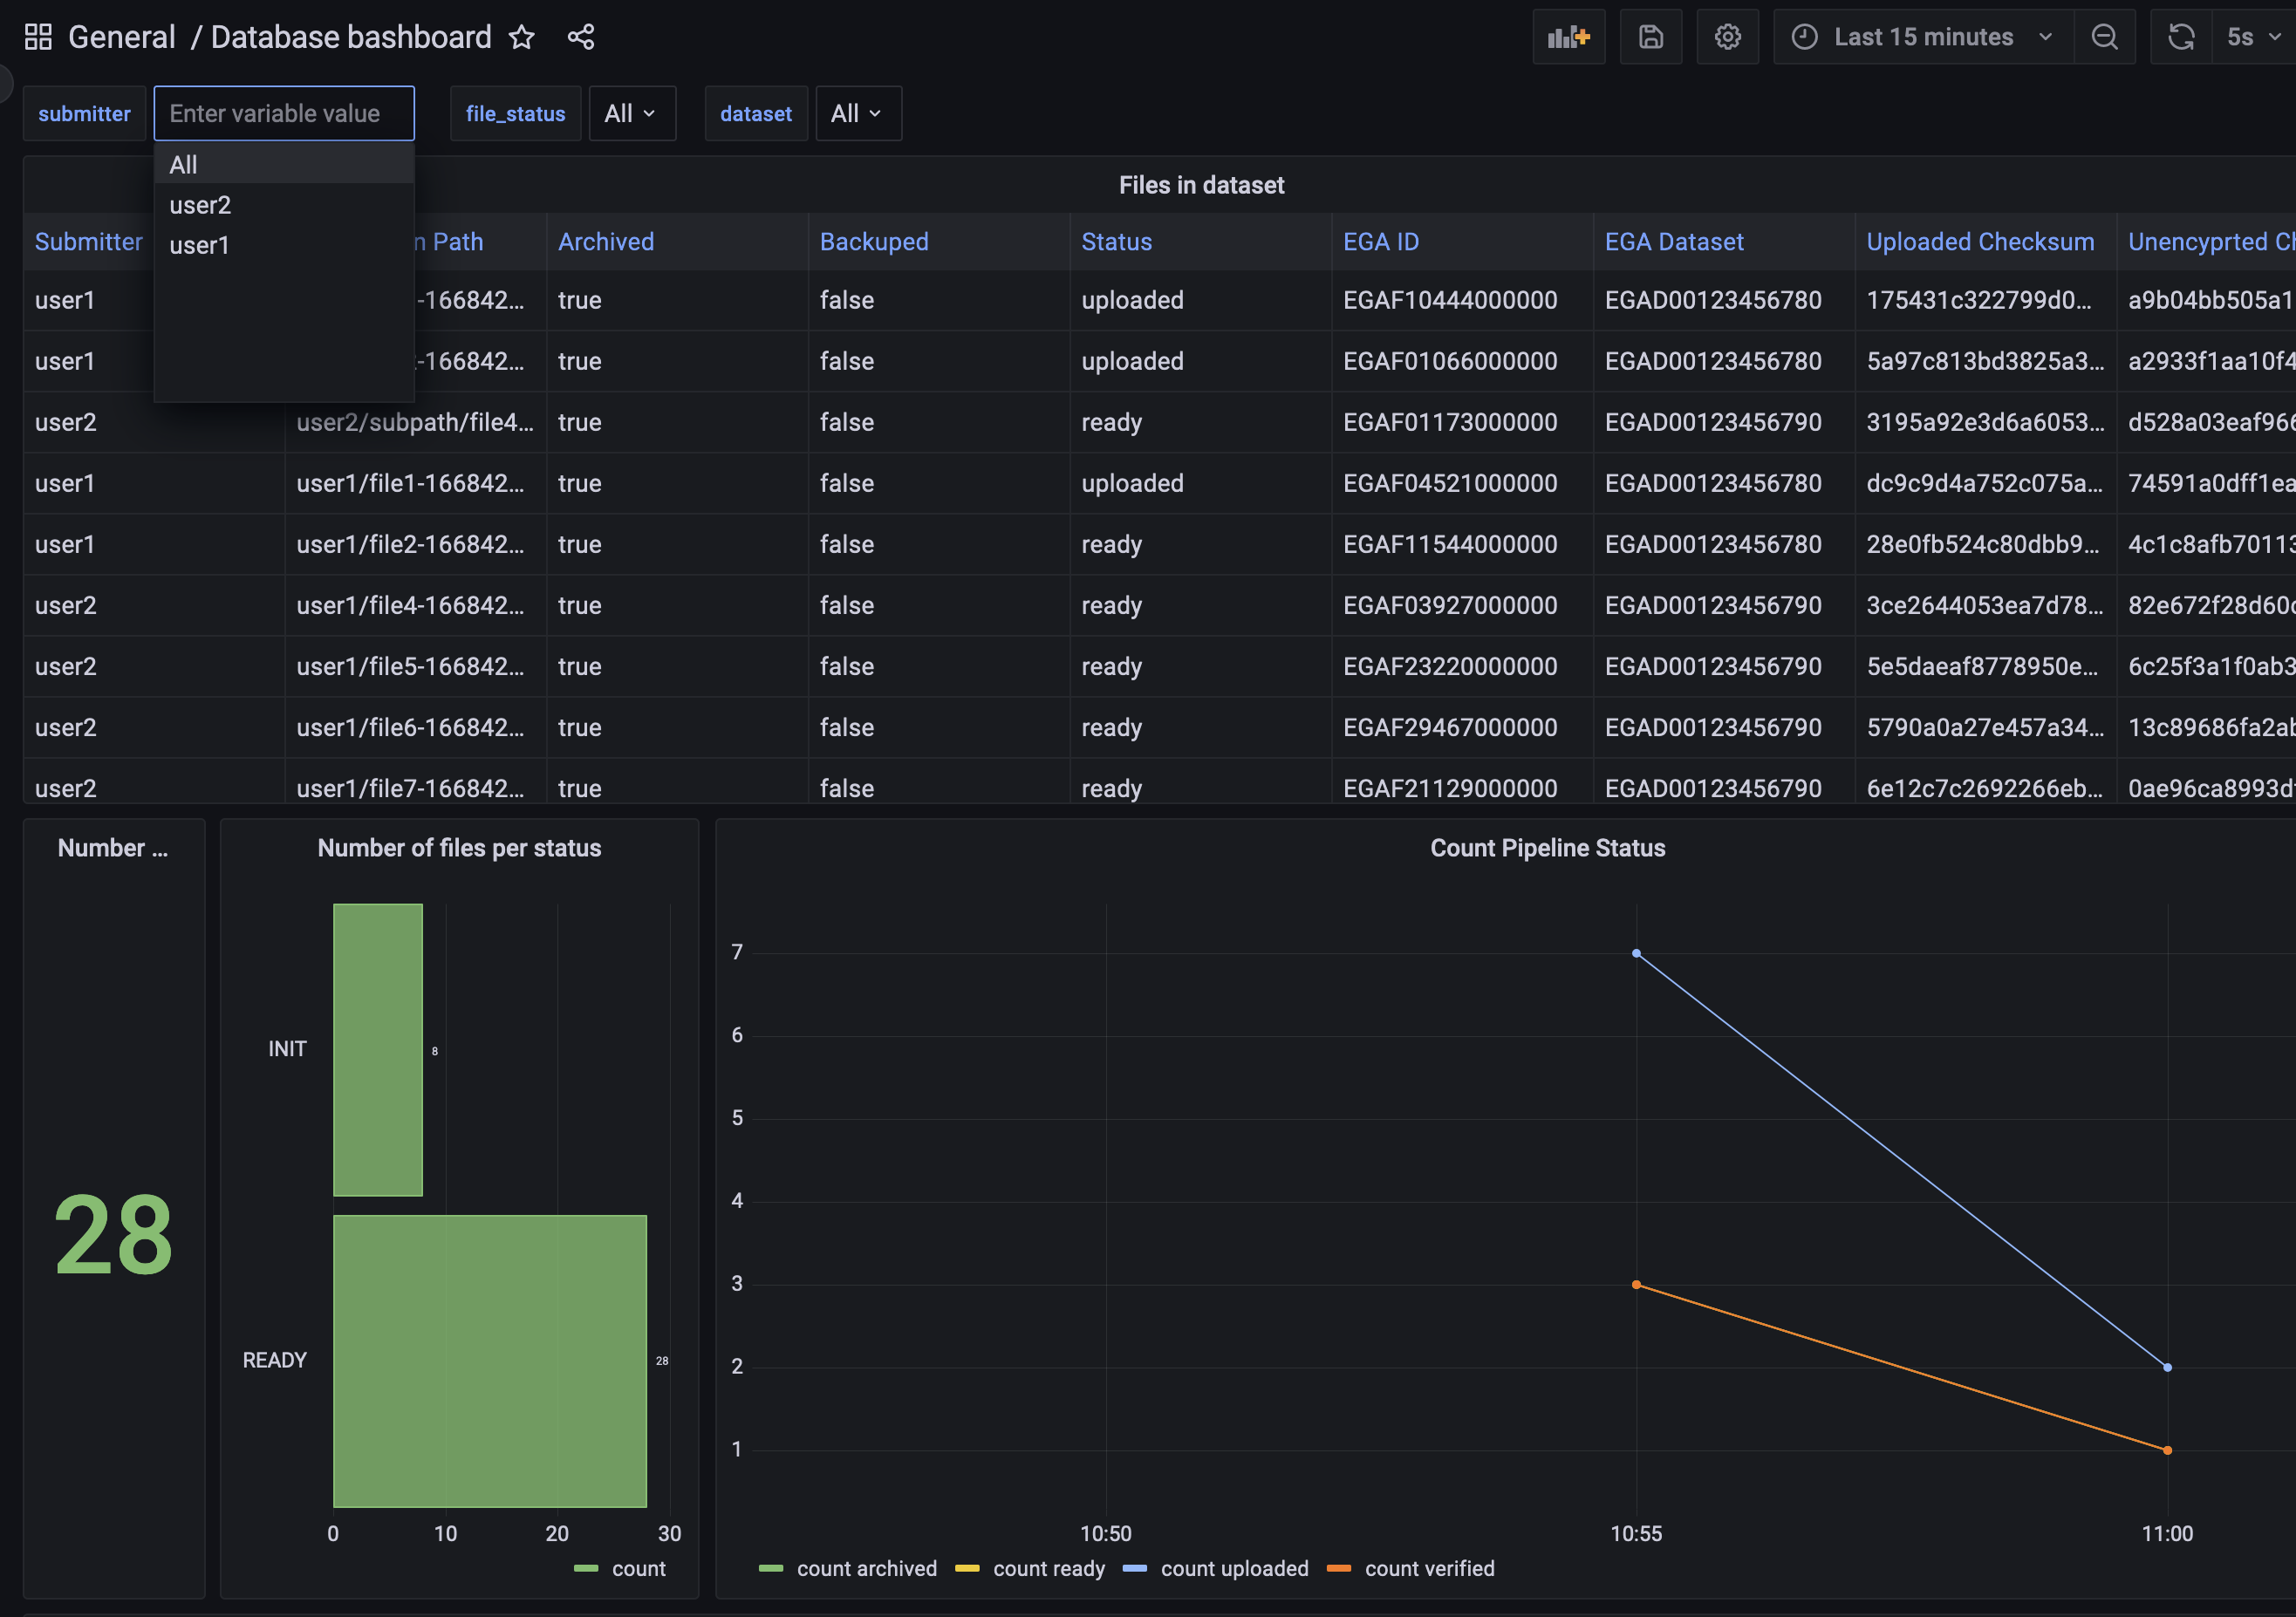 General / Database bashboard
Last 15 minutes
5s
submitter Enter variable value file_status All dataset All
All
user2
user1
Files in dataset
Submitter n Path Archived Backuped Status EGA ID EGA Dataset Uploaded Checksum Unencyprted Ch
user1 -166842... true false uploaded EGAF10444000000 EGAD00123456780 175431c322799d0... a9b04bb505a1
user1 -166842... true false uploaded EGAF01066000000 EGAD00123456780 5a97c813bd3825a3... a2933f1aa10f4
user2 user2/subpath/file4... true false ready EGAF01173000000 EGAD00123456790 3195a92e3d6a6053... d528a03eaf966
user1 user1/file1-166842... true false uploaded EGAF04521000000 EGAD00123456780 dc9c9d4a752c075a... 74591a0dff1ea
user1 user1/file2-166842... true false ready EGAF11544000000 EGAD00123456780 28e0fb524c80dbb9... 4c1c8afb70113
user2 user1/file4-166842... true false ready EGAF03927000000 EGAD00123456790 3ce2644053ea7d78... 82e672f28d60
user2 user1/file5-166842... true false ready EGAF23220000000 EGAD00123456790 5e5daeaf8778950e... 6c25f3a1f0ab3
user2 user1/file6-166842... true false ready EGAF29467000000 EGAD00123456790 5790a0a27e457a34... 13c89686fa2ab
user2 user1/file7-166842... true false ready EGAF21129000000 EGAD00123456790 6e12c7c2692266eb... 0ae96ca8993d
Number ...
28
Number of files per status
INIT
8
READY
28
0 10 20 30
count
Count Pipeline Status
7
6
5
4
3
2
1
10:50 10:55 11:00
count archived count ready count uploaded count verified